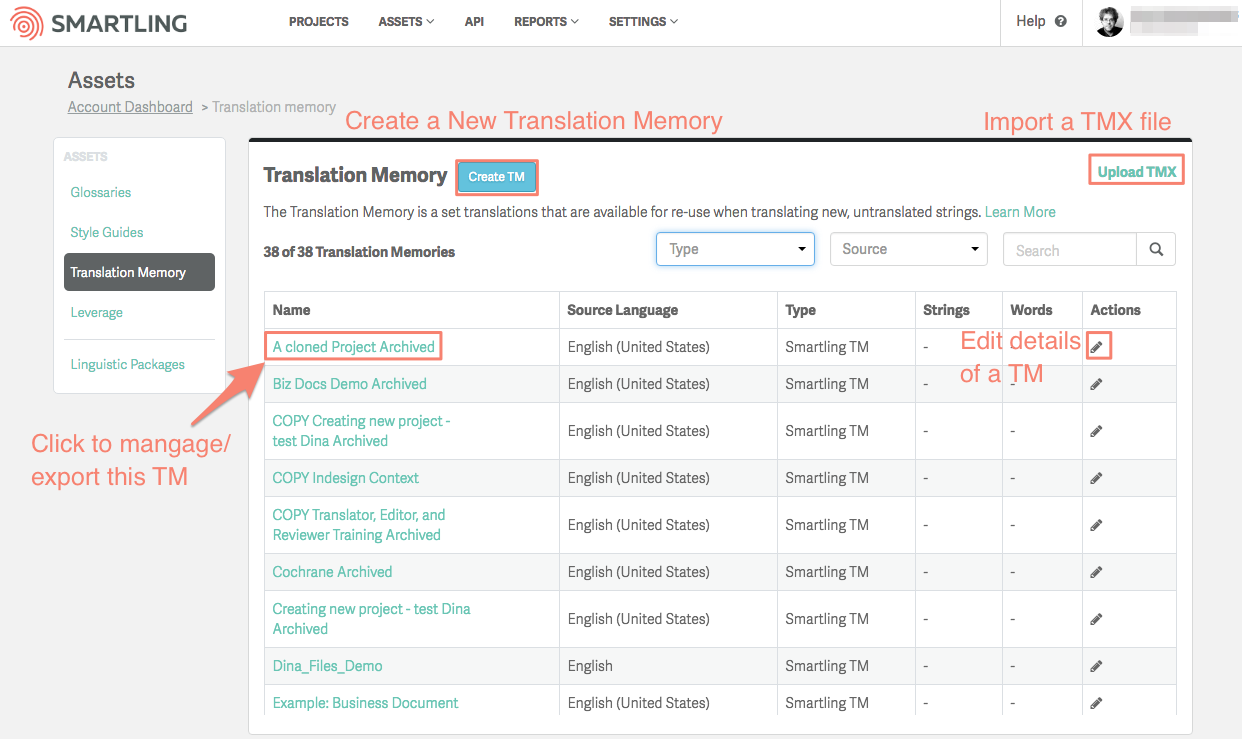 SMARTLING
PROJECTS ASSETS API REPORTS SETTINGS Help
Assets
Account Dashboard > Translation memory
Create a New Translation Memory
Import a TMX file
ASSETS
Glossaries
Style Guides
Translation Memory
Leverage
Linguistic Packages
Translation Memory Create TM Upload TMX
The Translation Memory is a set translations that are available for re-use when translating new, untranslated strings. Learn More
38 of 38 Translation Memories Type Source Search
Name Source Language Type Strings Words Actions
A cloned Project Archived English (United States) Smartling TM -
Edit details
of a TM
Click to mangage/
export this TM
Biz Docs Demo Archived English (United States) Smartling TM - -
COPY Creating new project -
test Dina Archived English (United States) Smartling TM - -
COPY Indesign Context English (United States) Smartling TM - -
COPY Translator, Editor, and
Reviewer Training Archived English (United States) Smartling TM - -
Cochrane Archived English (United States) Smartling TM - -
Creating new project - test Dina
Archived English (United States) Smartling TM - -
Dina_Files_Demo English Smartling TM - -
Example: Business Document English (United States) Smartling TM - -